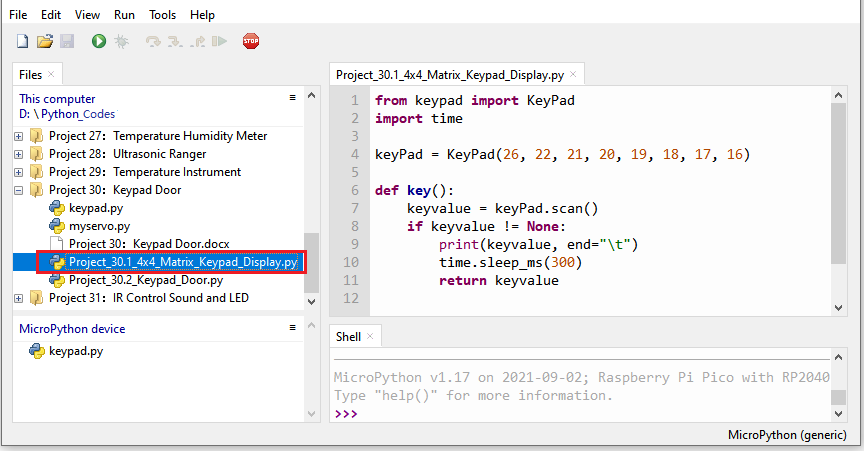 File Edit View Run Tools Help
STOP
Files ×
This computer
D: \ Python_Codes
Project 27：Temperature Humidity Meter
Project 28：Ultrasonic Ranger
Project 29：Temperature Instrument
Project 30：Keypad Door
keypad.py
myservo.py
Project 30：Keypad Door.docx
Project_30.1_4x4_Matrix_Keypad_Display.py
Project_30.2_Keypad_Door.py
Project 31：IR Control Sound and LED
MicroPython device
keypad.py
Project_30.1_4x4_Matrix_Keypad_Display.py ×
1 from keypad import KeyPad
2 import time
3
4 keyPad = KeyPad(26, 22, 21, 20, 19, 18, 17, 16)
5
6 def key():
7     keyvalue = keyPad.scan()
8     if keyvalue != None:
9         print(keyvalue, end="\t")
10         time.sleep_ms(300)
11         return keyvalue
12
Shell ×
MicroPython v1.17 on 2021-09-02; Raspberry Pi Pico with RP2040
Type "help()" for more information.
>>>
MicroPython (generic)